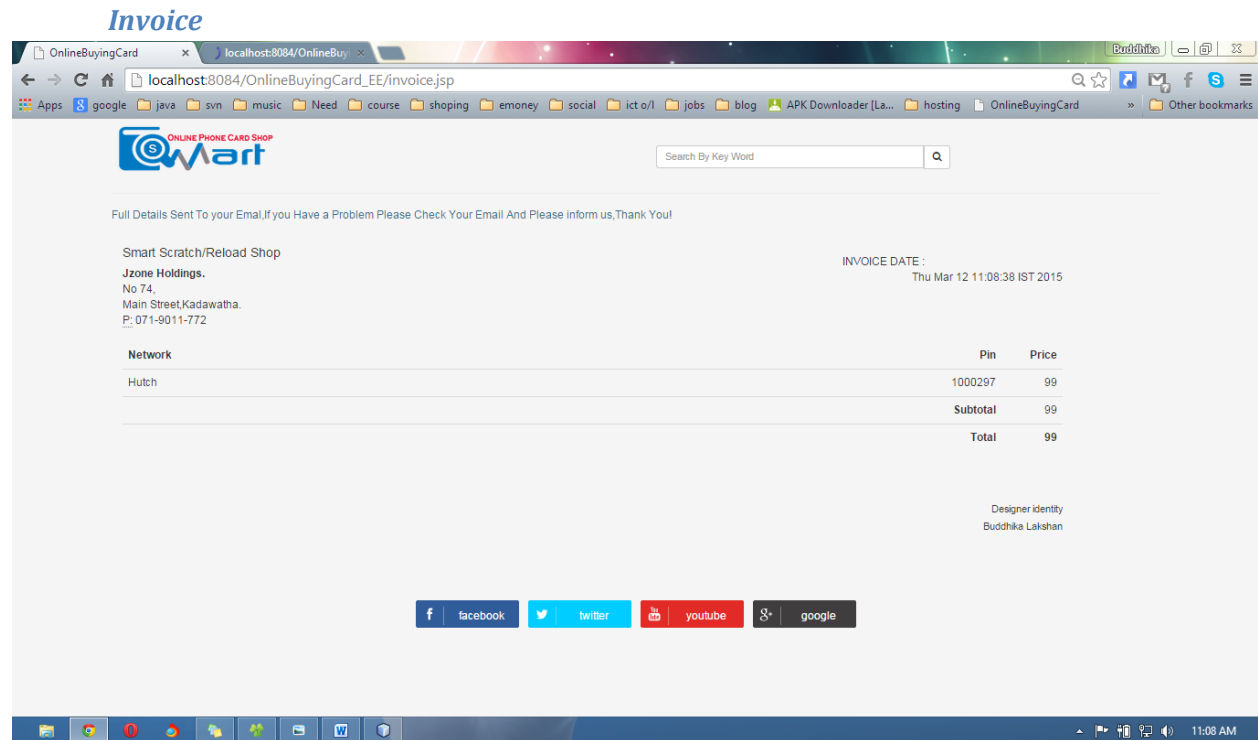 Invoice
OnlineBuyingCard
localhost:8084/OnlineBuy
Buddhika
localhost:8084/OnlineBuyingCard_EE/invoice.jsp
Apps google java svn music Need course shoping emoney social ict o/l jobs blog APK Downloader [La... hosting OnlineBuyingCard » Other bookmarks
ONLINE PHONE CARD SHOP
Search By Key Word
Full Details Sent To your Emal,If you Have a Problem Please Check Your Email And Please inform us,Thank You!
Smart Scratch/Reload Shop
INVOICE DATE :
Jzone Holdings.
Thu Mar 12 11:08:38 IST 2015
No 74,
Main Street,Kadawatha.
P: 071-9011-772
Network Pin Price
Hutch 1000297 99
Subtotal 99
Total 99
Designer identity
Buddhika Lakshan
facebook twitter youtube google
11:08 AM